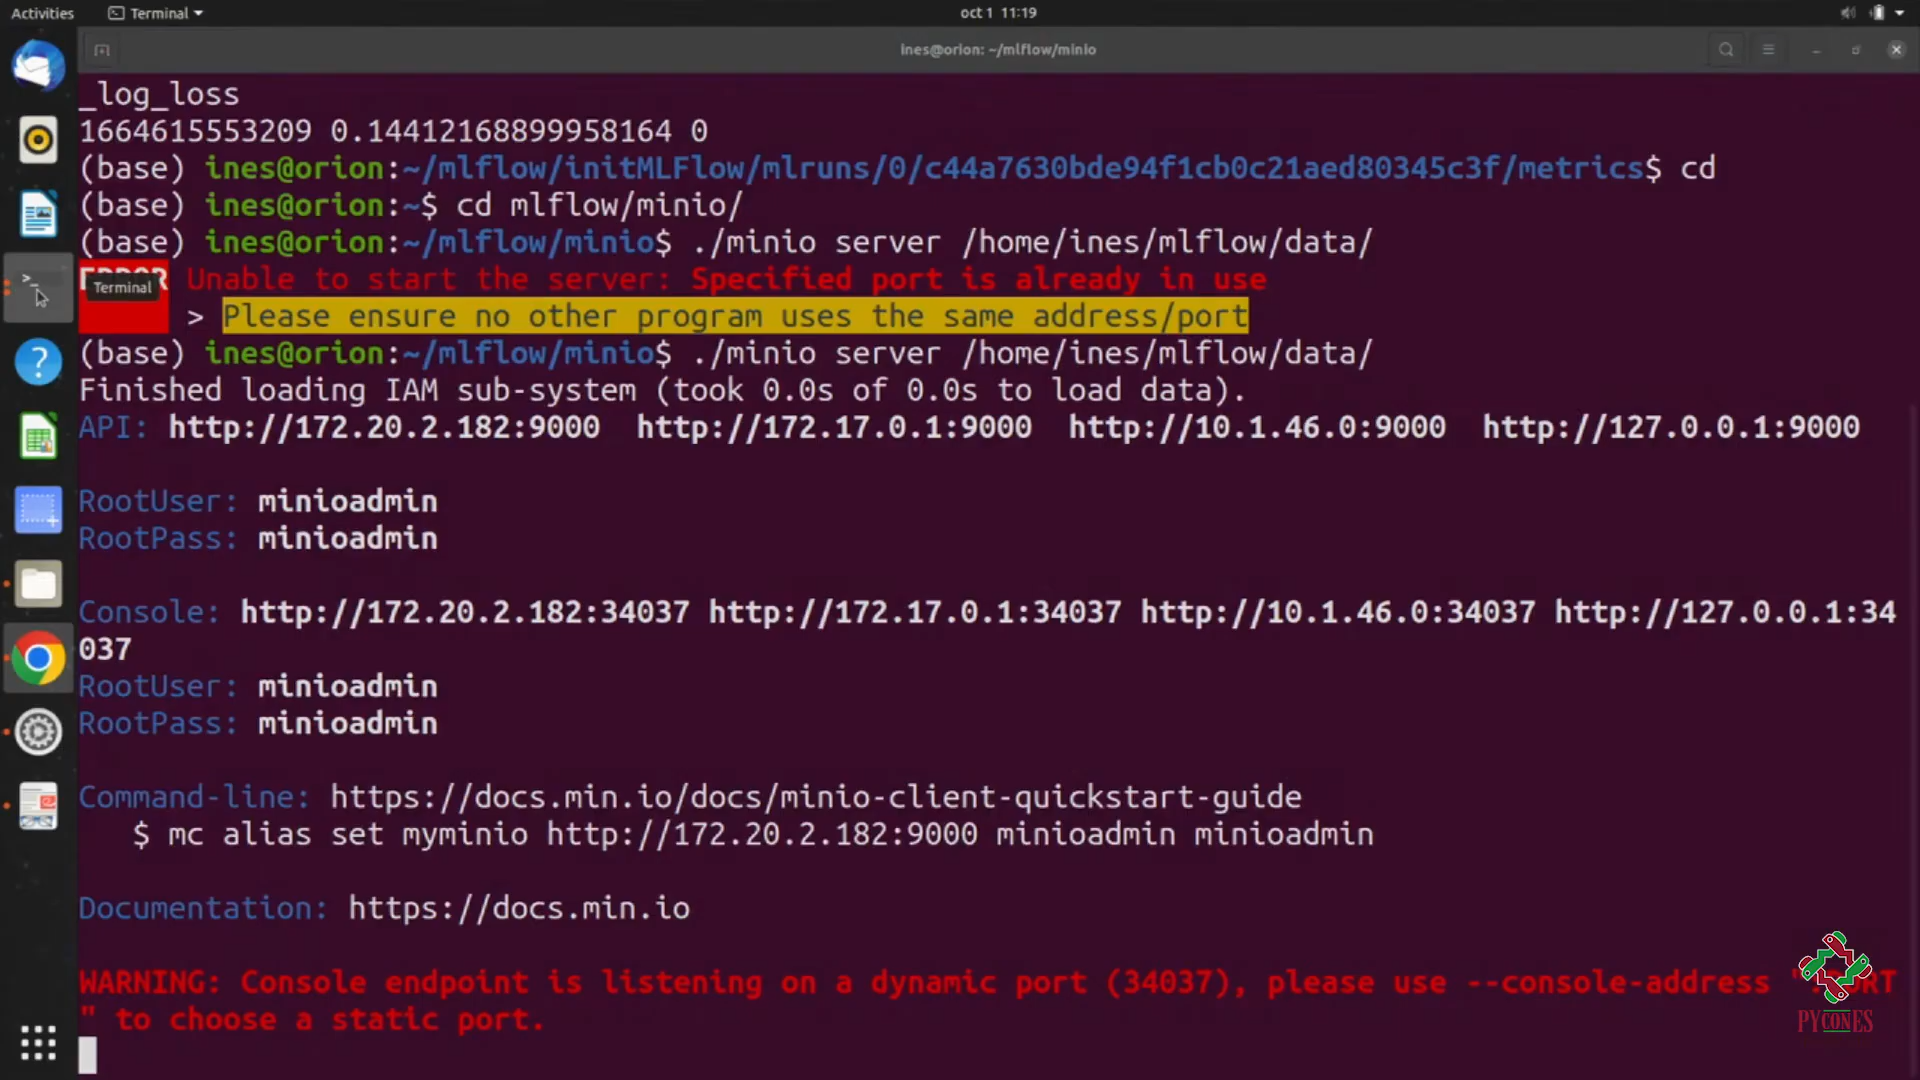 Activities
Terminal
oct 1 11:19
ines@orion: ~/mlflow/minio
_log_loss
1664615553209 0.14412168899958164 0
(base) ines@orion:~/mlflow/initMLFlow/mlruns/0/c44a7630bde94f1cb0c21aed80345c3f/metrics$ cd
(base) ines@orion:~$ cd mlflow/minio/
(base) ines@orion:~/mlflow/minio$ ./minio server /home/ines/mlflow/data/
ERROR Unable to start the server: Specified port is already in use
Terminal
> Please ensure no other program uses the same address/port
(base) ines@orion:~/mlflow/minio$ ./minio server /home/ines/mlflow/data/
Finished loading IAM sub-system (took 0.0s of 0.0s to load data).
API: http://172.20.2.182:9000  http://172.17.0.1:9000  http://10.1.46.0:9000  http://127.0.0.1:9000
RootUser: minioadmin
RootPass: minioadmin
Console: http://172.20.2.182:34037 http://172.17.0.1:34037 http://10.1.46.0:34037 http://127.0.0.1:34
037
RootUser: minioadmin
RootPass: minioadmin
Command-line: https://docs.min.io/docs/minio-client-quickstart-guide
$ mc alias set myminio http://172.20.2.182:9000 minioadmin minioadmin
Documentation: https://docs.min.io
WARNING: Console endpoint is listening on a dynamic port (34037), please use --console-address ":PORT
" to choose a static port.
PYCONES